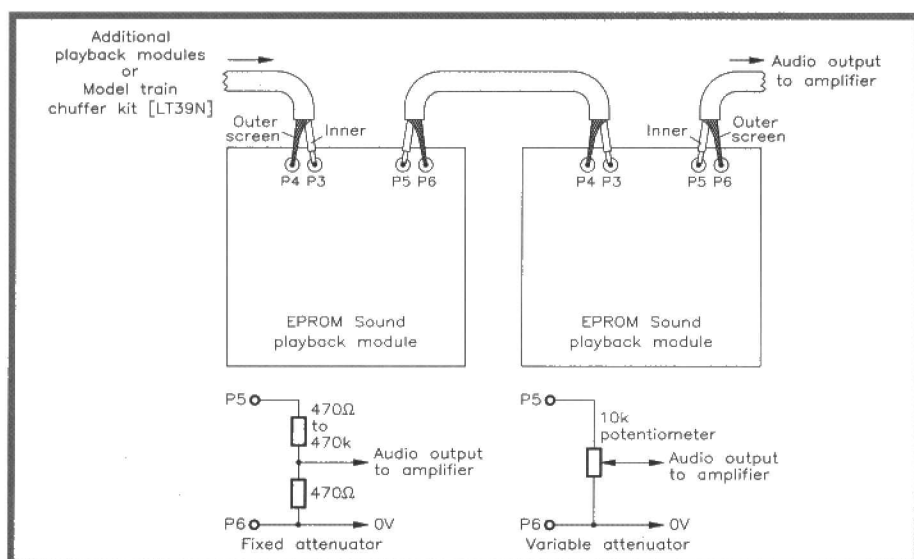 Additional
playback modules
or
Model train
chuffer kit [LT39N]
Audio output
to amplifier
Outer
screen
Inner
Inner
Outer
screen
P4 P3
P5 P6
P4 P3
P5 P6
EPROM Sound
playback module
EPROM Sound
playback module
P5
470Ω
to
470k
Audio output
to amplifier
470Ω
P6
0V
Fixed attenuator
P5
10k
potentiometer
Audio output
to amplifier
P6
0V
Variable attenuator